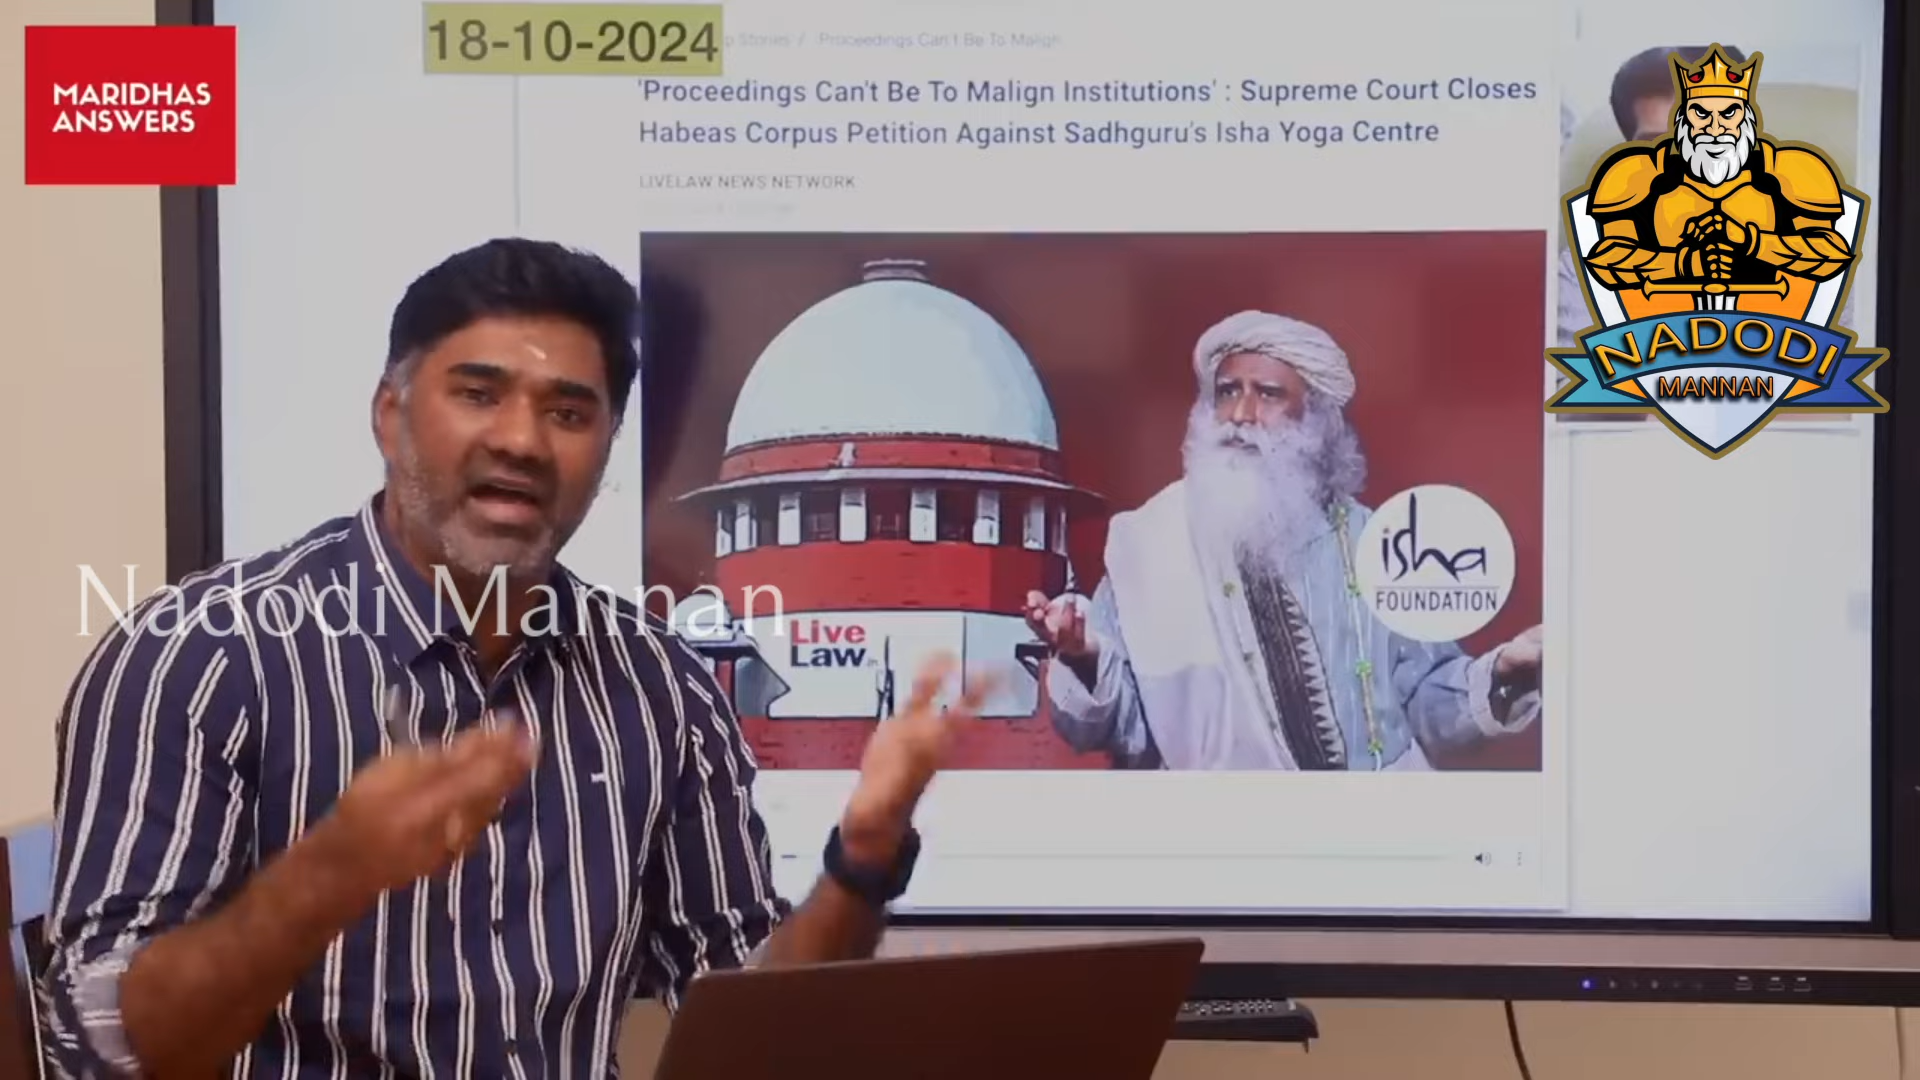 MARIDHAS
ANSWERS
18-10-2024
Stories / Proceedings Can't Be To Malign
'Proceedings Can't Be To Malign Institutions' : Supreme Court Closes
Habeas Corpus Petition Against Sadhguru's Isha Yoga Centre
LIVELAW NEWS NETWORK
NADODI
MANNAN
isha
FOUNDATION
Nadodi Mannan
Live
Law.in